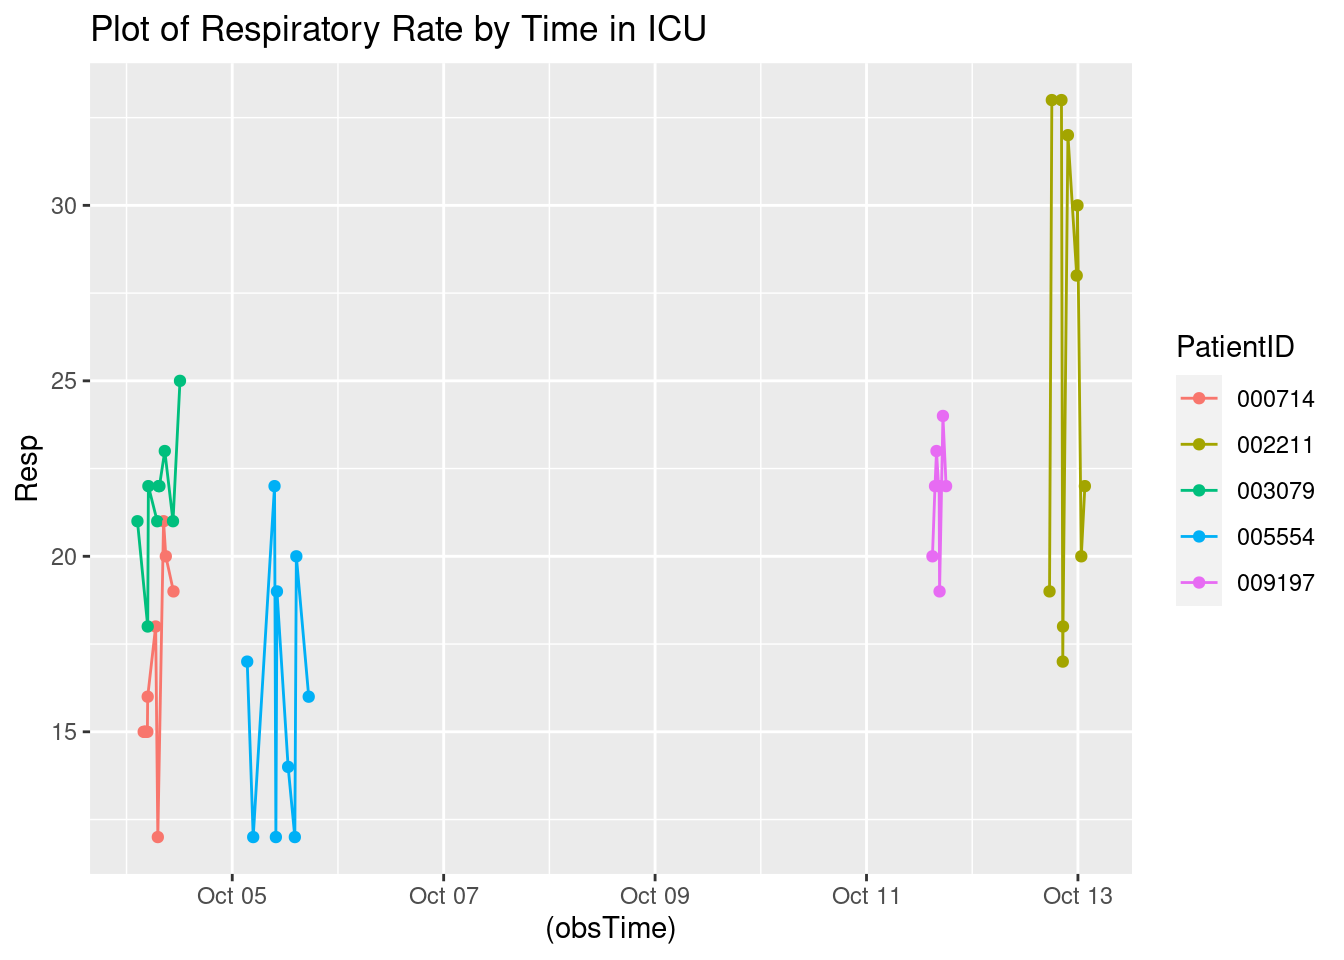 Plot of Respiratory Rate by Time in ICU
30
25
20
15
Resp
Oct 05
Oct 07
Oct 09
Oct 11
Oct 13
(obsTime)
PatientID
000714
002211
003079
005554
009197